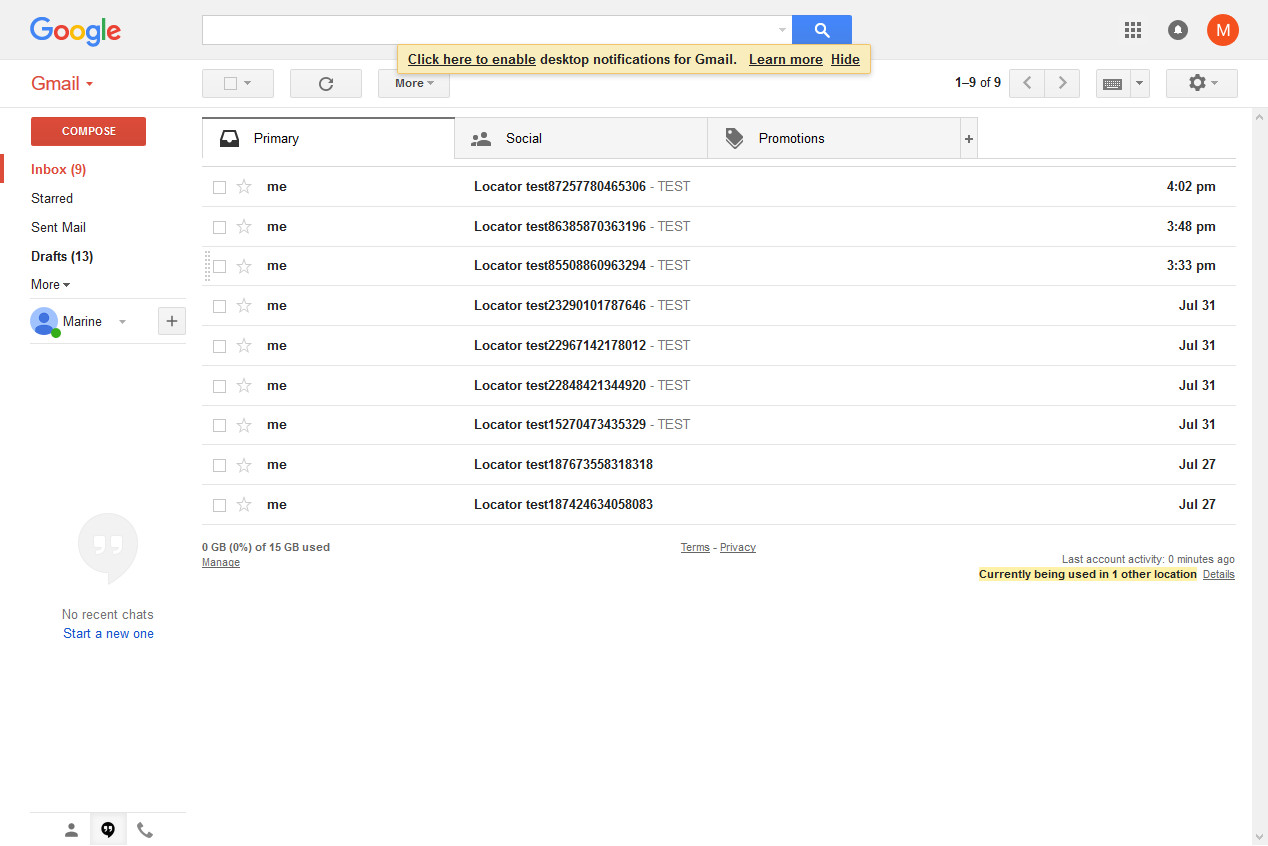 Google
M
Click here to enable desktop notifications for Gmail. Learn more Hide
Gmail More 1–9 of 9
COMPOSE
Primary Social Promotions +
Inbox (9)
Starred
Sent Mail
Drafts (13)
More
Marine +
me Locator test87257780465306 - TEST 4:02 pm
me Locator test86385870363196 - TEST 3:48 pm
me Locator test85508860963294 - TEST 3:33 pm
me Locator test23290101787646 - TEST Jul 31
me Locator test22967142178012 - TEST Jul 31
me Locator test22848421344920 - TEST Jul 31
me Locator test15270473435329 - TEST Jul 31
me Locator test187673558318318 Jul 27
me Locator test187424634058083 Jul 27
0 GB (0%) of 15 GB used
Manage
Terms - Privacy
Last account activity: 0 minutes ago
Currently being used in 1 other location Details
No recent chats
Start a new one